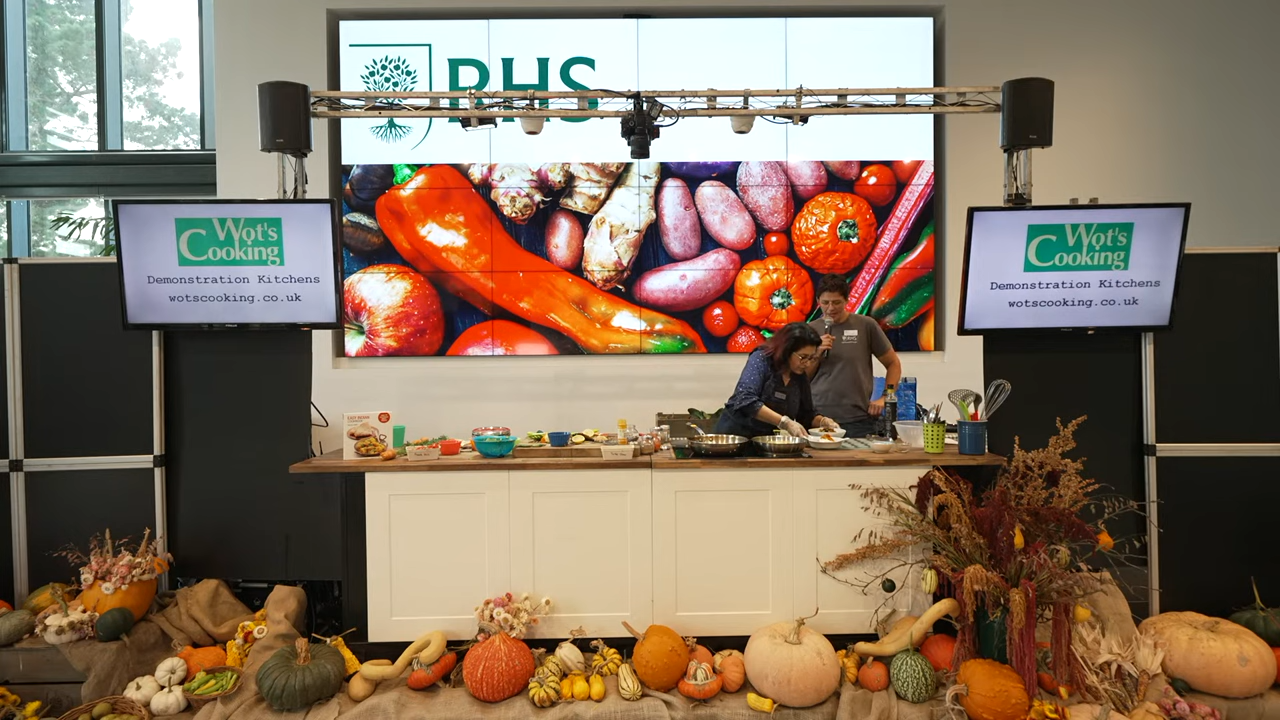 RHS
Wot's
Cooking
Demonstration Kitchens
wotscooking.co.uk
Wot's
Cooking
Demonstration Kitchens
wotscooking.co.uk